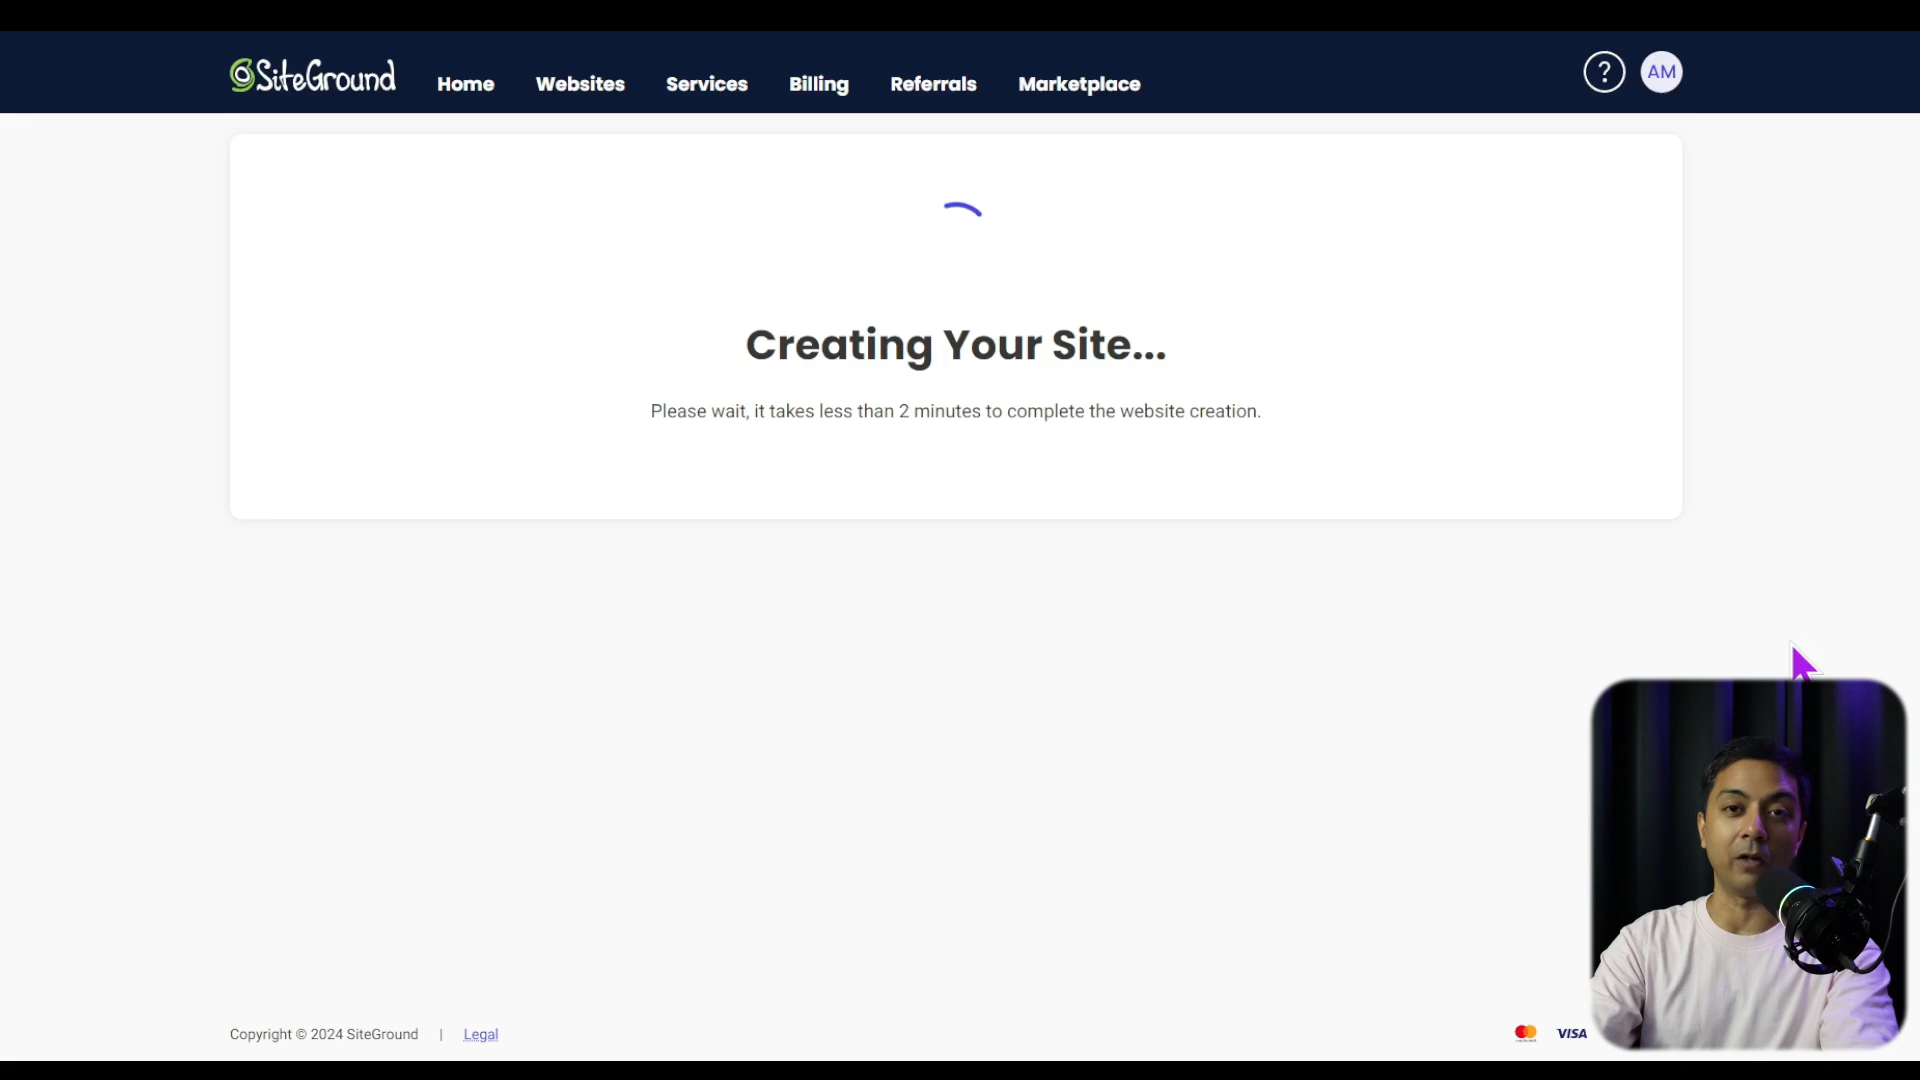 SiteGround Home Websites Services Billing Referrals Marketplace ? AM
Creating Your Site...
Please wait, it takes less than 2 minutes to complete the website creation.
Copyright © 2024 SiteGround | Legal VISA